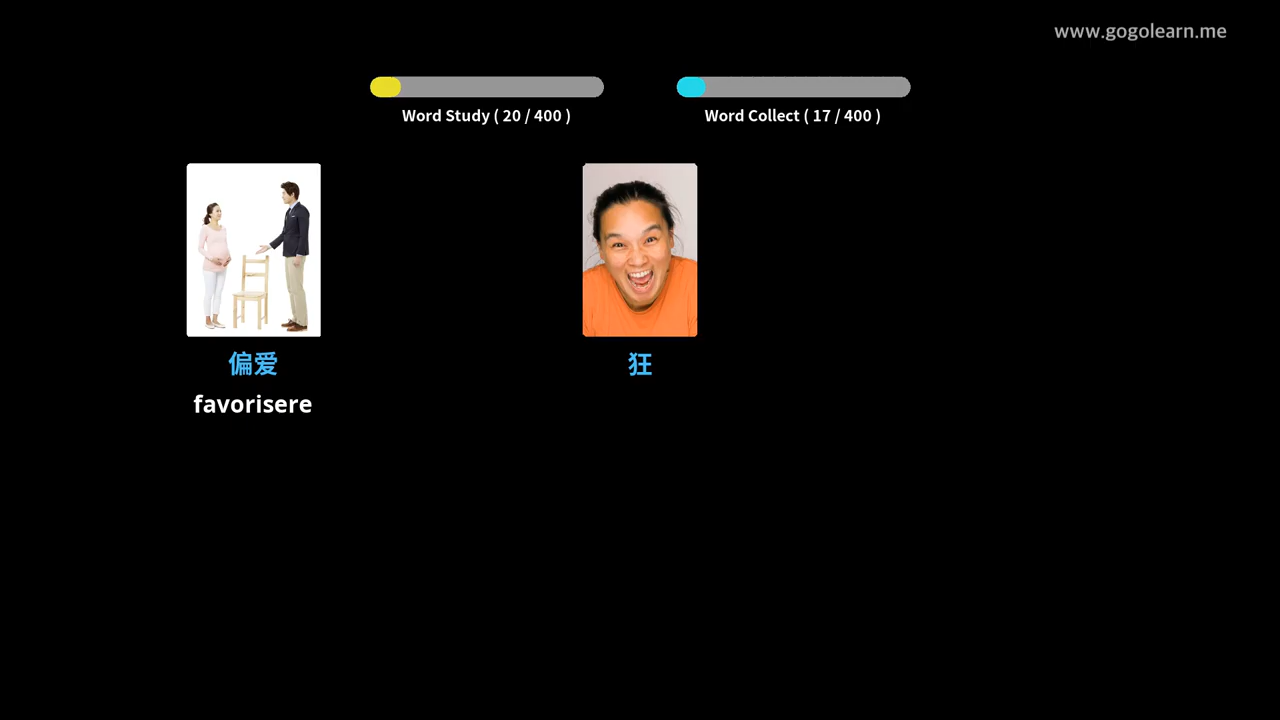 www.gogolearn.me
Word Study ( 20 / 400 )
Word Collect ( 17 / 400 )
偏爱
狂
favorisere